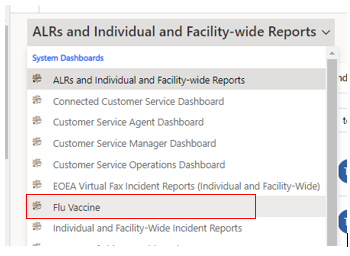 ALRs and Individual and Facility-wide Reports
System Dashboards
ALRs and Individual and Facility-wide Reports
Connected Customer Service Dashboard
Customer Service Agent Dashboard
Customer Service Manager Dashboard
Customer Service Operations Dashboard
EOEA Virtual Fax Incident Reports (Individual and Facility-Wide)
Flu Vaccine
Individual and Facility-Wide Incident Reports